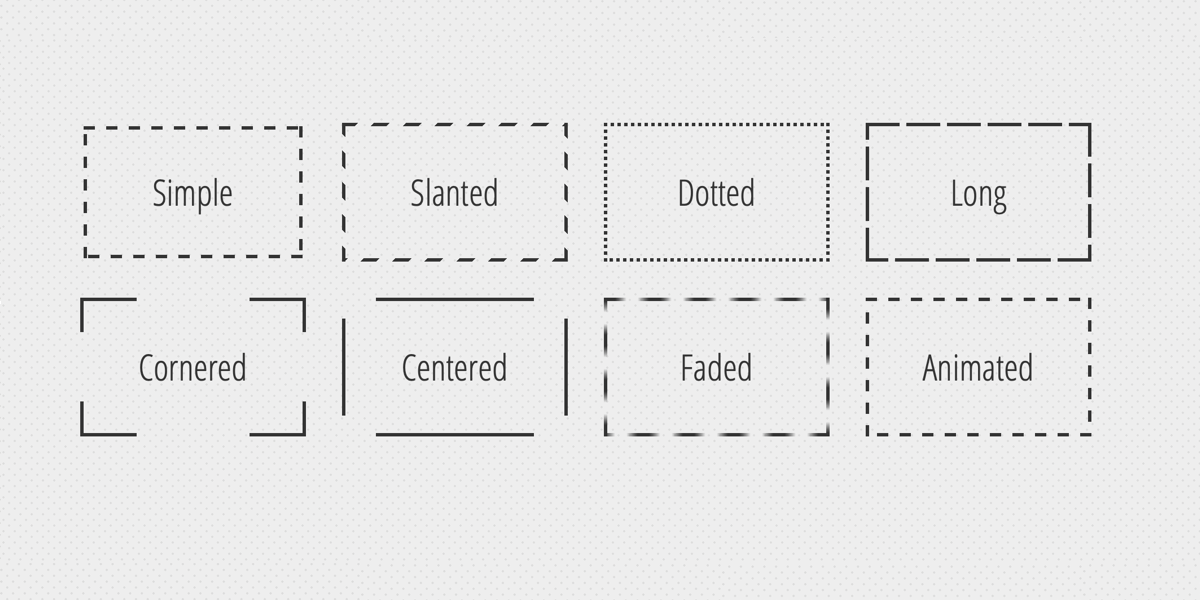 Simple
Slanted
Dotted
Long
Cornered
Centered
Faded
Animated